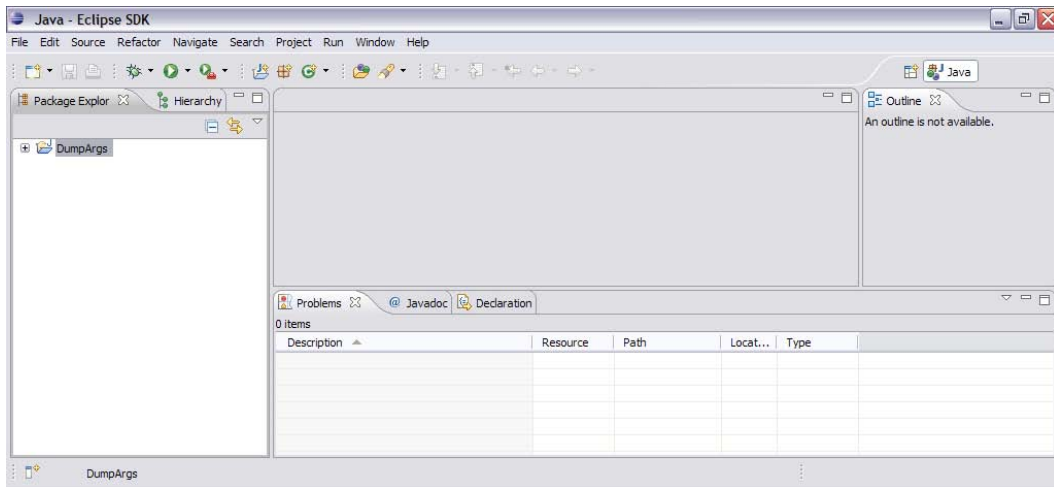 Java - Eclipse SDK
File Edit Source Refactor Navigate Search Project Run Window Help
Java
Package Explor Hierarchy
Outline
An outline is not available.
DumpArgs
Problems @ Javadoc Declaration
0 items
Description Resource Path Locat... Type
DumpArgs